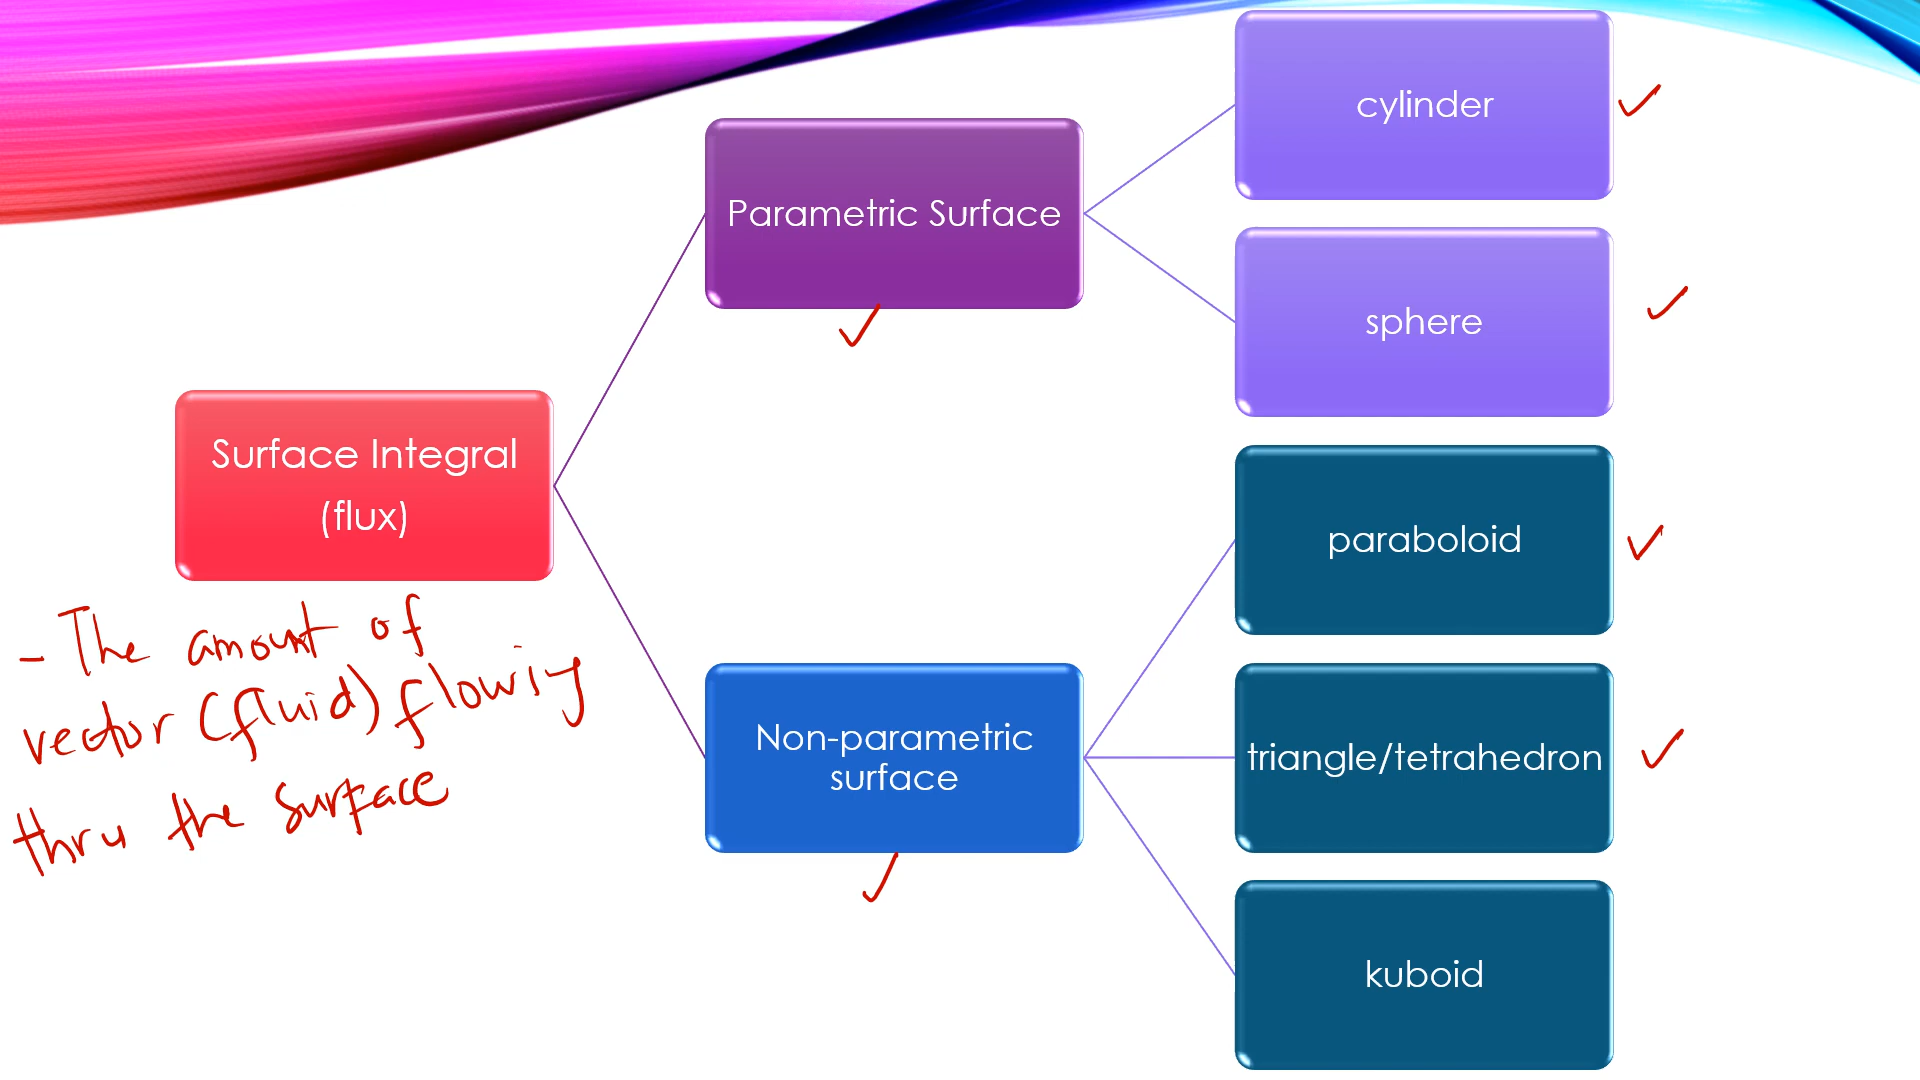 Surface Integral
(flux)
- The amount of
vector (fluid) flowing
thru the surface
Parametric Surface
cylinder
sphere
Non-parametric
surface
paraboloid
triangle/tetrahedron
kuboid